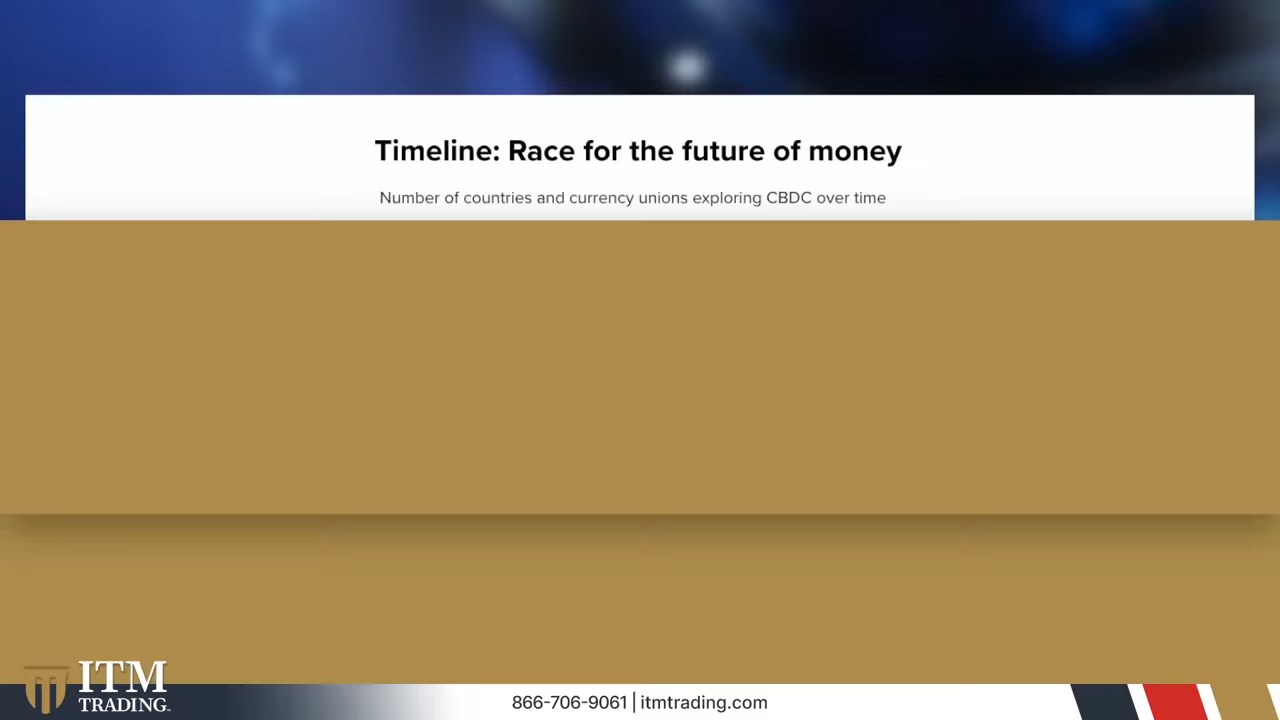 Timeline: Race for the future of money
Number of countries and currency unions exploring CBDC over time
ITM
TRADING
866-706-9061 | itmtrading.com